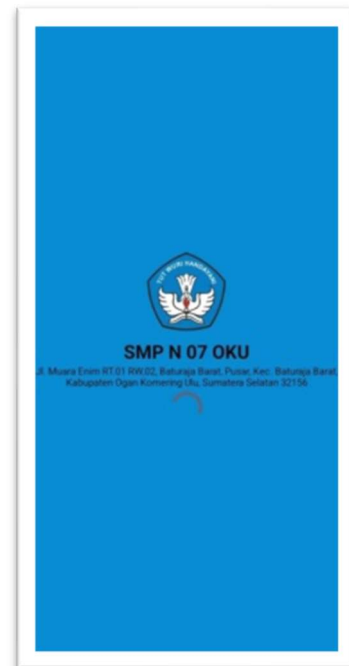 TUT WURI HANDAYANI
SMP N 07 OKU
Jl. Muara Enim RT.01 RW.02, Baturaja Barat, Pusar, Kec. Baturaja Barat,
Kabupaten Ogan Komering Ulu, Sumatera Selatan 32156